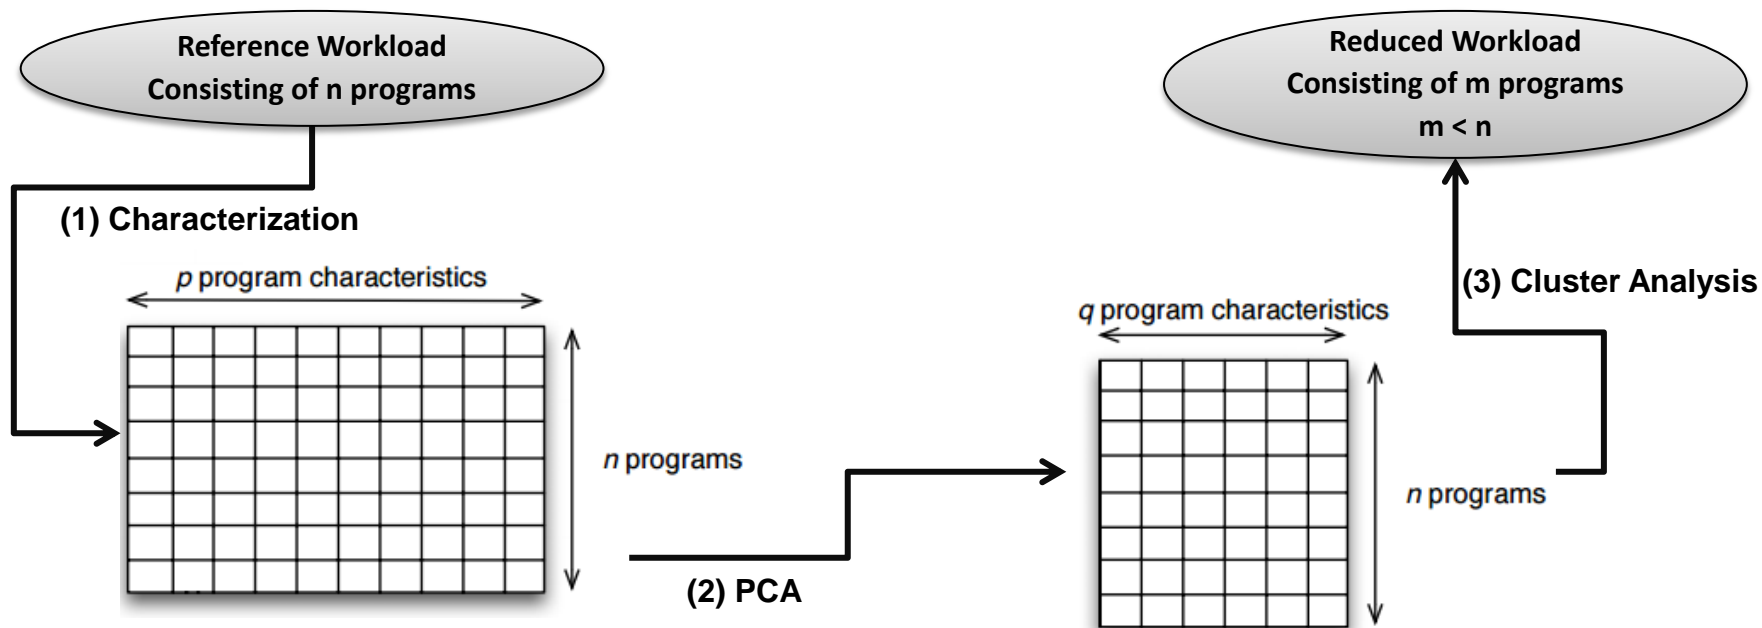 Reference Workload
Consisting of n programs
Reduced Workload
Consisting of m programs
m < n
(1) Characterization
p program characteristics
n programs
(2) PCA
q program characteristics
n programs
(3) Cluster Analysis